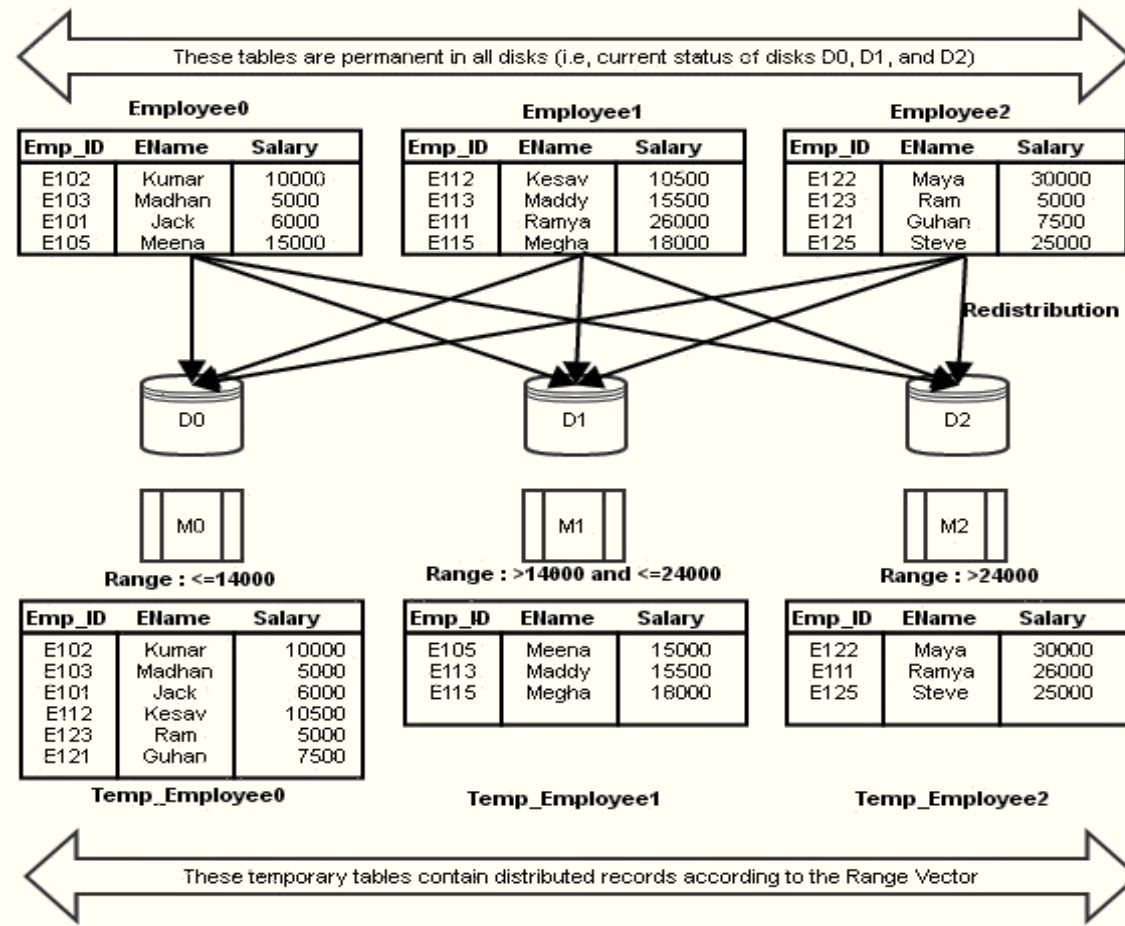 These tables are permanent in all disks (i.e, current status of disks D0, D1, and D2)
Employee0
Emp_ID EName Salary
E102 Kumar 10000
E103 Madhan 5000
E101 Jack 6000
E105 Meena 15000
Employee1
Emp_ID EName Salary
E112 Kesav 10500
E113 Maddy 15500
E111 Ramya 26000
E115 Megha 18000
Employee2
Emp_ID EName Salary
E122 Maya 30000
E123 Ram 5000
E121 Guhan 7500
E125 Steve 25000
Redistribution
D0
D1
D2
M0
M1
M2
Range : <=14000
Emp_ID EName Salary
E102 Kumar 10000
E103 Madhan 5000
E101 Jack 6000
E112 Kesav 10500
E123 Ram 5000
E121 Guhan 7500
Temp_Employee0
Range : >14000 and <=24000
Emp_ID EName Salary
E105 Meena 15000
E113 Maddy 15500
E115 Megha 18000
Temp_Employee1
Range : >24000
Emp_ID EName Salary
E122 Maya 30000
E111 Ramya 26000
E125 Steve 25000
Temp_Employee2
These temporary tables contain distributed records according to the Range Vector